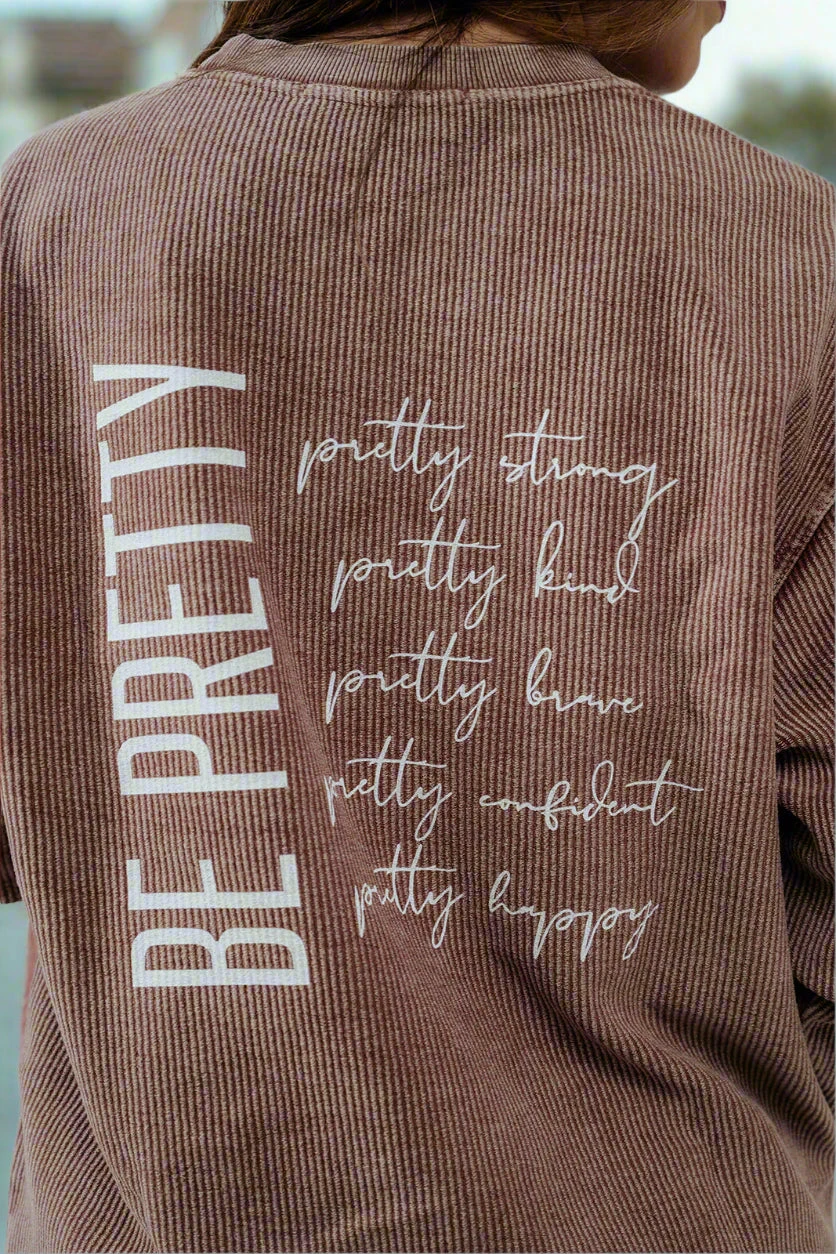 BE PRETTY
pretty strong
pretty kind
pretty brave
pretty confident
pretty happy